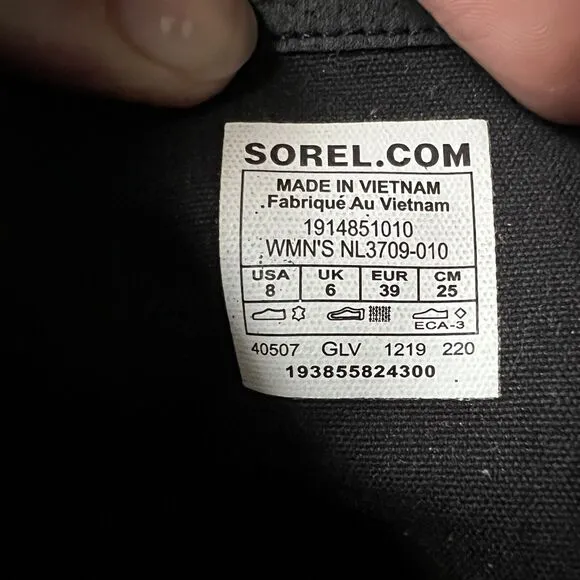 SOREL.COM
MADE IN VIETNAM
Fabriqué Au Vietnam
1914851010
WMN'S NL3709-010
USA UK EUR CM
8 6 39 25
ECA-3
40507 GLV 1219 220
193855824300